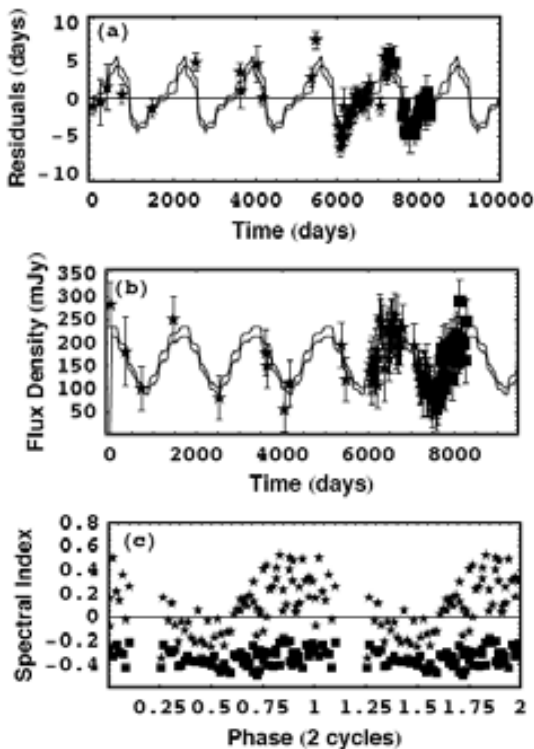 10
(a)
5
0
-5
-10
Residuals (days)
0 2000 4000 6000 8000 10000
Time (days)
350
(b)
300
250
200
150
100
50
Flux Density (mJy)
0 2000 4000 6000 8000
Time (days)
0.8
(c)
0.6
0.4
0.2
0
-0.2
-0.4
Spectral Index
0.25 0.5 0.75 1 1.25 1.5 1.75 2
Phase (2 cycles)